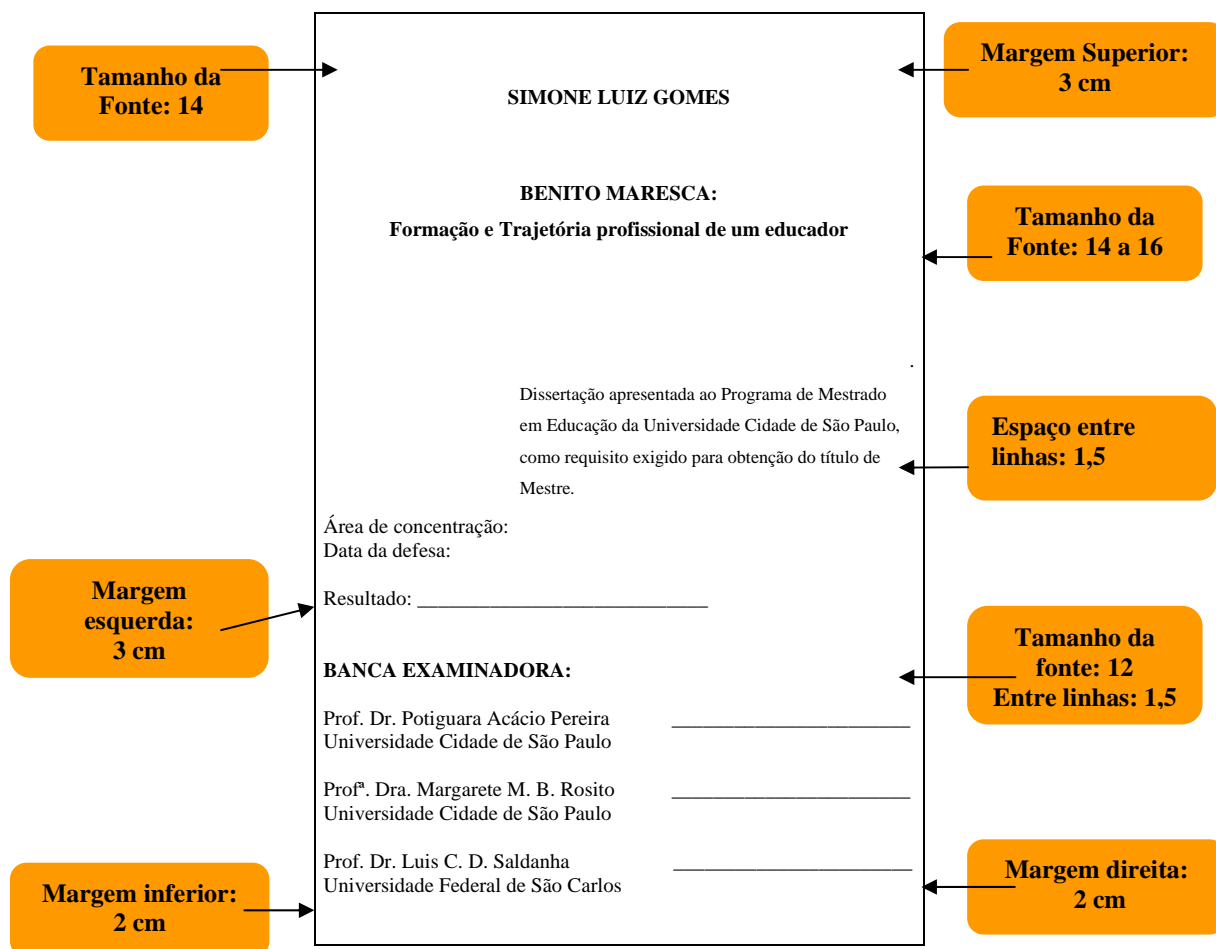 Tamanho da
Fonte: 14
Margem Superior:
3 cm
SIMONE LUIZ GOMES
BENITO MARESCA:
Formação e Trajetória profissional de um educador
Tamanho da
Fonte: 14 a 16
.
Dissertação apresentada ao Programa de Mestrado
em Educação da Universidade Cidade de São Paulo,
como requisito exigido para obtenção do título de
Mestre.
Espaço entre
linhas: 1,5
Área de concentração:
Data da defesa:
Margem
esquerda:
3 cm
Resultado: ____________________________
Tamanho da
fonte: 12
Entre linhas: 1,5
BANCA EXAMINADORA:
Prof. Dr. Potiguara Acácio Pereira _______________________
Universidade Cidade de São Paulo
Profª. Dra. Margarete M. B. Rosito _______________________
Universidade Cidade de São Paulo
Prof. Dr. Luis C. D. Saldanha _______________________
Universidade Federal de São Carlos
Margem inferior:
2 cm
Margem direita:
2 cm